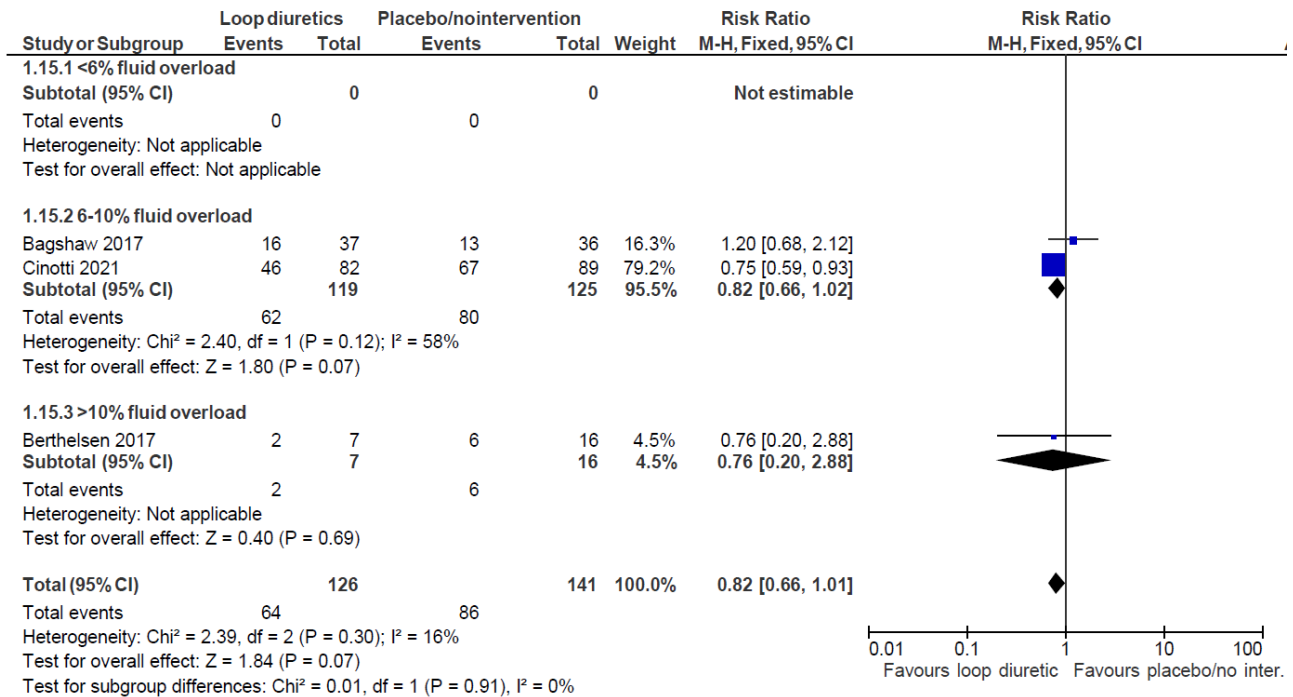 Loop diuretics Placebo/no intervention Risk Ratio Risk Ratio
Study or Subgroup Events Total Events Total Weight M-H, Fixed, 95% CI M-H, Fixed, 95% CI
1.15.1 <6% fluid overload
Subtotal (95% CI) 0 0 Not estimable
Total events 0 0
Heterogeneity: Not applicable
Test for overall effect: Not applicable
1.15.2 6-10% fluid overload
Bagshaw 2017 16 37 13 36 16.3% 1.20 [0.68, 2.12]
Cinotti 2021 46 82 67 89 79.2% 0.75 [0.59, 0.93]
Subtotal (95% CI) 119 125 95.5% 0.82 [0.66, 1.02]
Total events 62 80
Heterogeneity: Chi² = 2.40, df = 1 (P = 0.12); I² = 58%
Test for overall effect: Z = 1.80 (P = 0.07)
1.15.3 >10% fluid overload
Berthelsen 2017 2 7 6 16 4.5% 0.76 [0.20, 2.88]
Subtotal (95% CI) 7 16 4.5% 0.76 [0.20, 2.88]
Total events 2 6
Heterogeneity: Not applicable
Test for overall effect: Z = 0.40 (P = 0.69)
Total (95% CI) 126 141 100.0% 0.82 [0.66, 1.01]
Total events 64 86
Heterogeneity: Chi² = 2.39, df = 2 (P = 0.30); I² = 16%
Test for overall effect: Z = 1.84 (P = 0.07)
Test for subgroup differences: Chi² = 0.01, df = 1 (P = 0.91), I² = 0%
0.01 0.1 1 10 100
Favours loop diuretic Favours placebo/no inter.